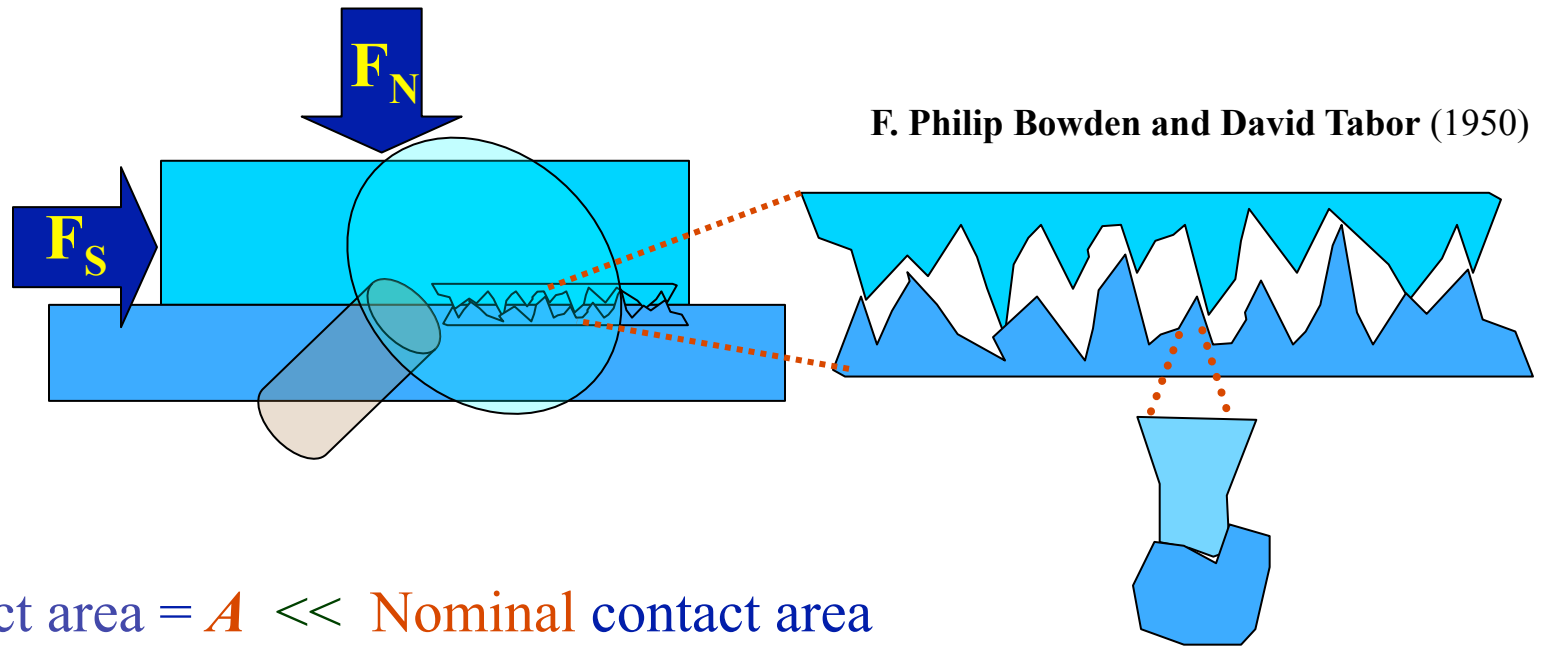 F_N
F. Philip Bowden and David Tabor (1950)
F_S
ct area = A << Nominal contact area